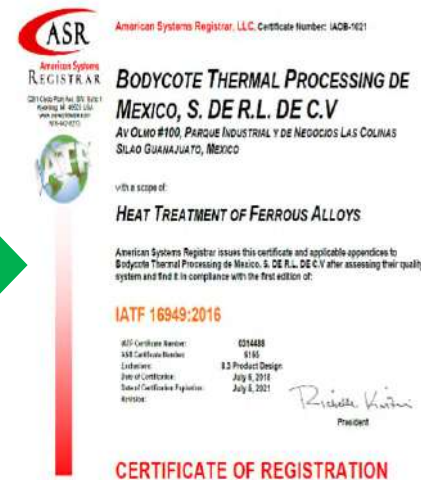 ASR
American Systems
REGISTRAR
American Systems Registrar, LLC, Certificate Number: IAOB-1621
BODYCOTE THERMAL PROCESSING DE
MEXICO, S. DE R.L. DE C.V
AV OLMO #100, PARQUE INDUSTRIAL Y DE NEGOCIOS LAS COLINAS
SILAO GUANAJUATO, MEXICO
with a scope of:
HEAT TREATMENT OF FERROUS ALLOYS
American Systems Registrar issues this certificate and applicable appendices to
Bodycote Thermal Processing de Mexico, S. DE R.L. DE C.V after assessing their quality
system and find it in compliance with the first edition of:
IATF 16949:2016
IATF Certificate Number: 0314488
ASR Certificate Number:
Exclusions: 8.3 Product Design
Date of Certification: July 6, 2018
Date of Certification Expiration: July 5, 2021
Revision:
President
CERTIFICATE OF REGISTRATION